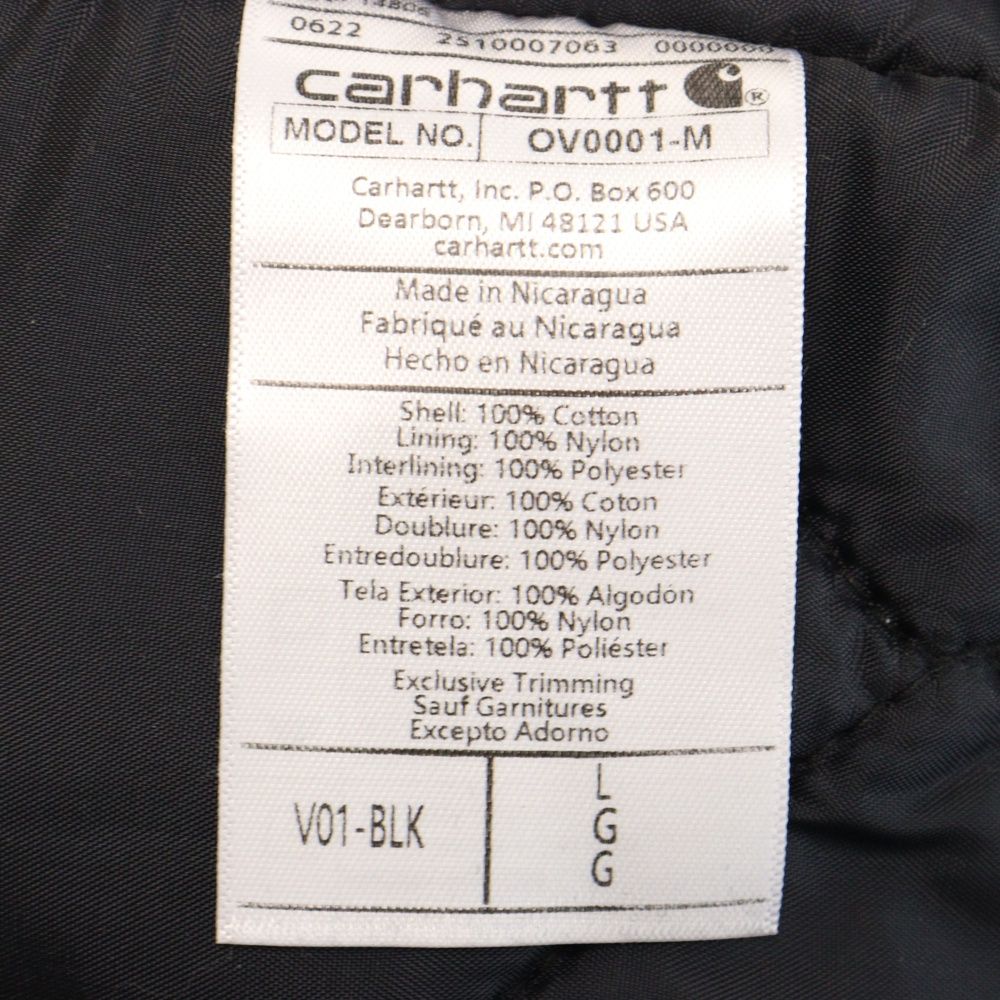 0622 2510007063 0000000
carhartt ®
MODEL NO. OV0001-M
Carhartt, Inc. P.O. Box 600
Dearborn, MI 48121 USA
carhartt.com
Made in Nicaragua
Fabriqué au Nicaragua
Hecho en Nicaragua
Shell: 100% Cotton
Lining: 100% Nylon
Interlining: 100% Polyester
Extérieur: 100% Coton
Doublure: 100% Nylon
Entredoublure: 100% Polyester
Tela Exterior: 100% Algodón
Forro: 100% Nylon
Entretela: 100% Poliéster
Exclusive Trimming
Sauf Garnitures
Excepto Adorno
V01-BLK
L
G
G